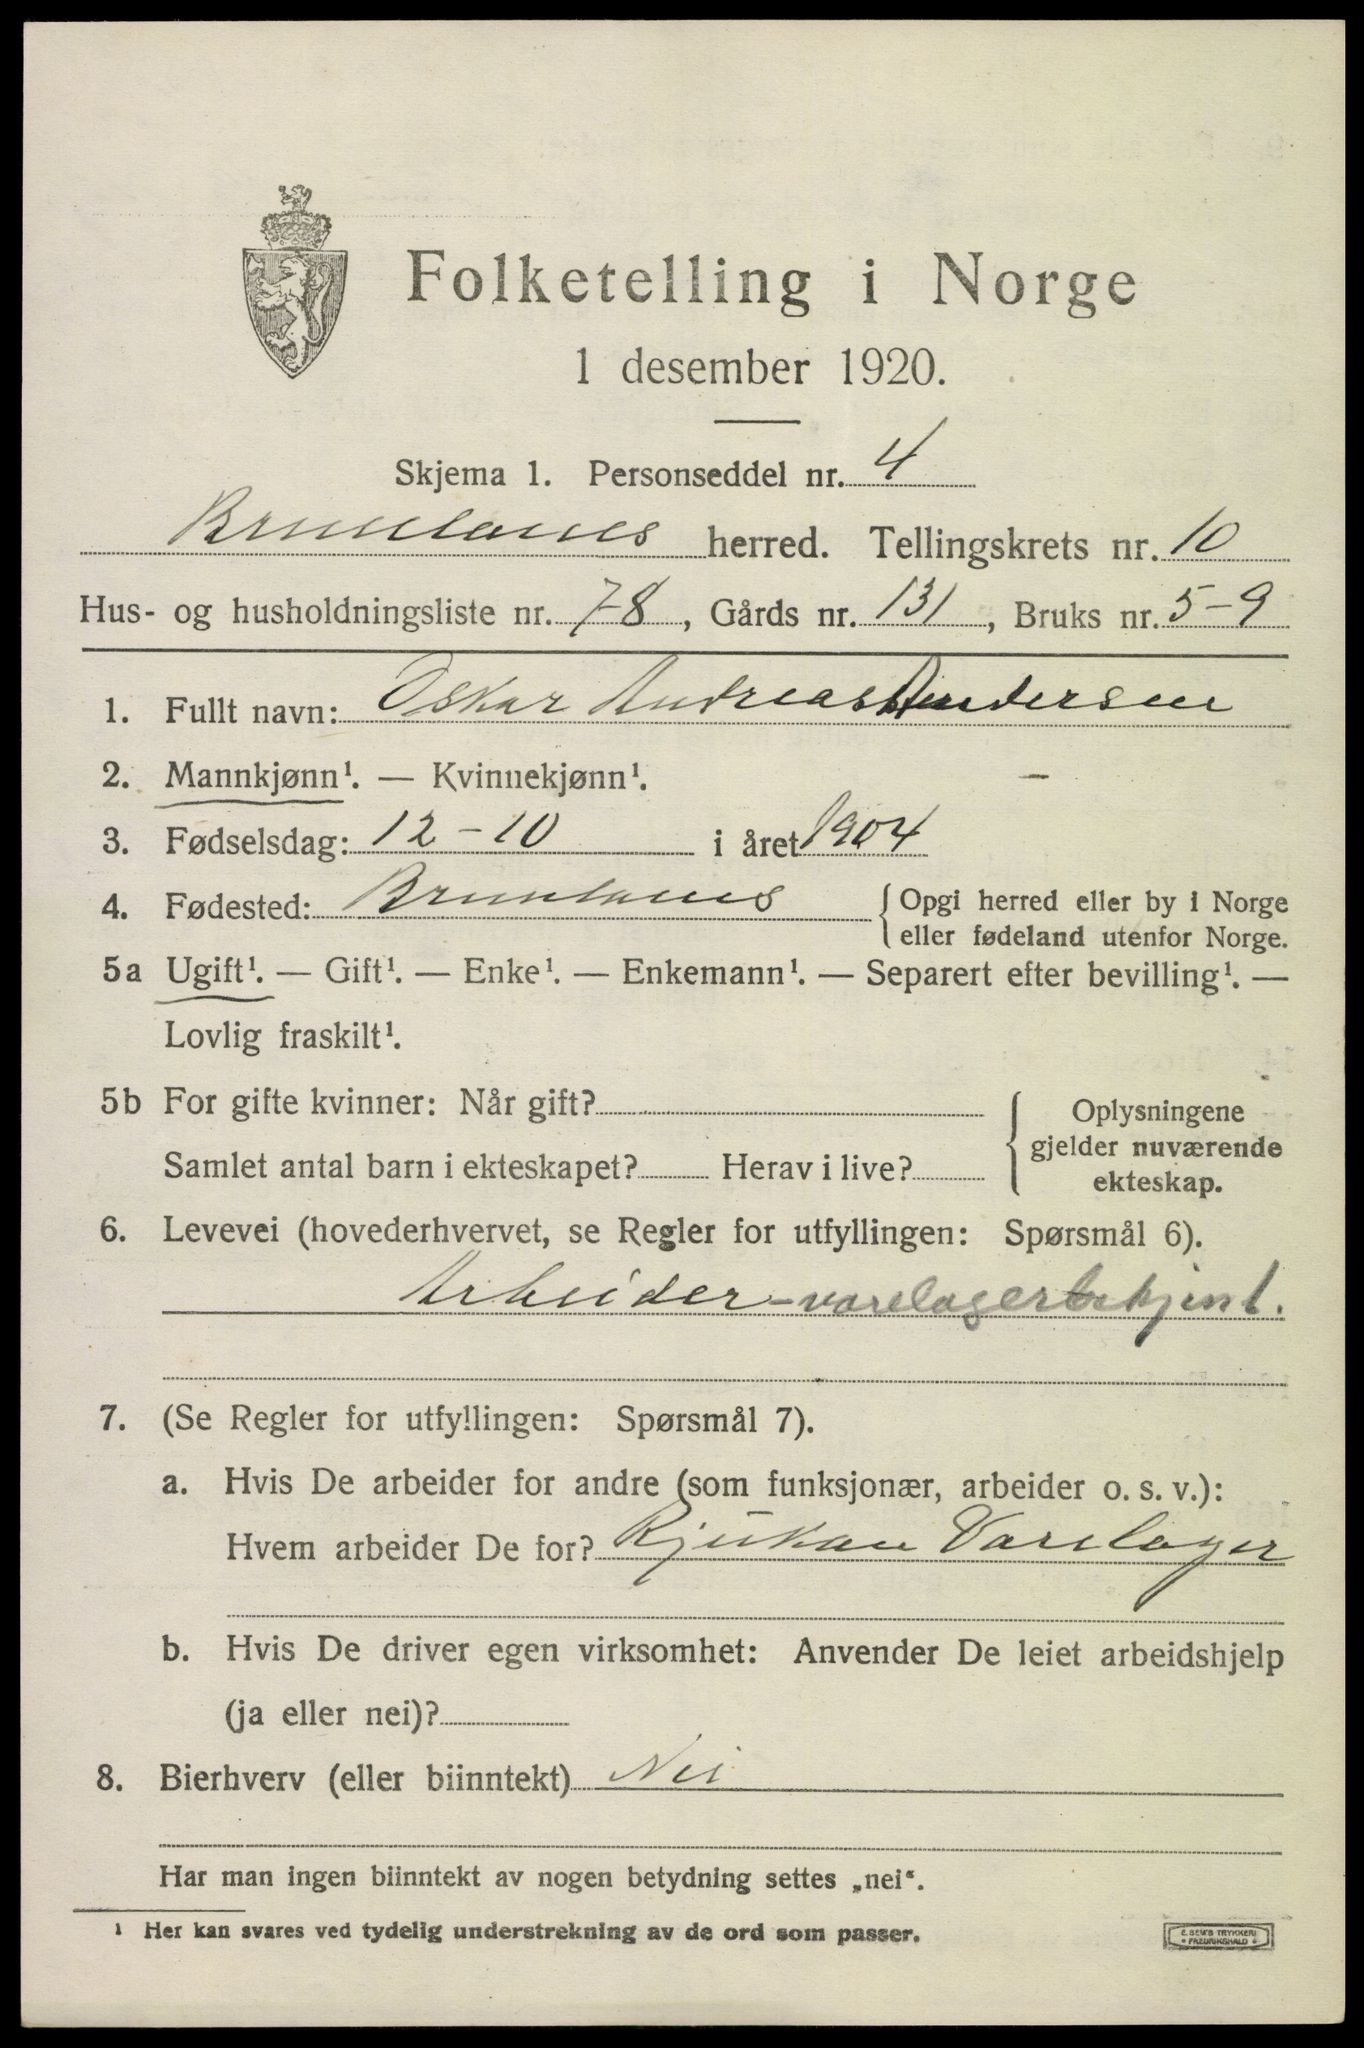 Folketelling i Norge
1 desember 1920.
Skjema 1. Personseddel nr. 4
Brunlanes herred. Tellingskrets nr. 10
Hus- og husholdningsliste nr. 78, Gårds nr. 131, Bruks nr. 5-9
1. Fullt navn: Oskar Andreas Andersen
2. Mannkjønn¹. — Kvinnekjønn¹. —
3. Fødselsdag: 12-10 i året 1904
4. Fødested: Brunlanes { Opgi herred eller by i Norge
eller fødeland utenfor Norge.
5a Ugift¹. — Gift¹. — Enke¹. — Enkemann¹. — Separert efter bevilling¹. —
Lovlig fraskilt¹.
5b For gifte kvinner: Når gift?
Samlet antal barn i ekteskapet? Herav i live?
{ Oplysningene
gjelder nuværende
ekteskap.
6. Levevei (hovederhvervet, se Regler for utfyllingen: Spørsmål 6).
Arbeider-varelagerbekjent.
7. (Se Regler for utfyllingen: Spørsmål 7).
a. Hvis De arbeider for andre (som funksjonær, arbeider o. s. v.):
Hvem arbeider De for? Rjukan Varelager
b. Hvis De driver egen virksomhet: Anvender De leiet arbeidshjelp
(ja eller nei)?
8. Bierhverv (eller biinntekt) Nei
Har man ingen biinntekt av nogen betydning settes „nei“.
¹ Her kan svares ved tydelig understrekning av de ord som passer.
E. SEM'S TRYKKERI
• FREDRIKSHALD •